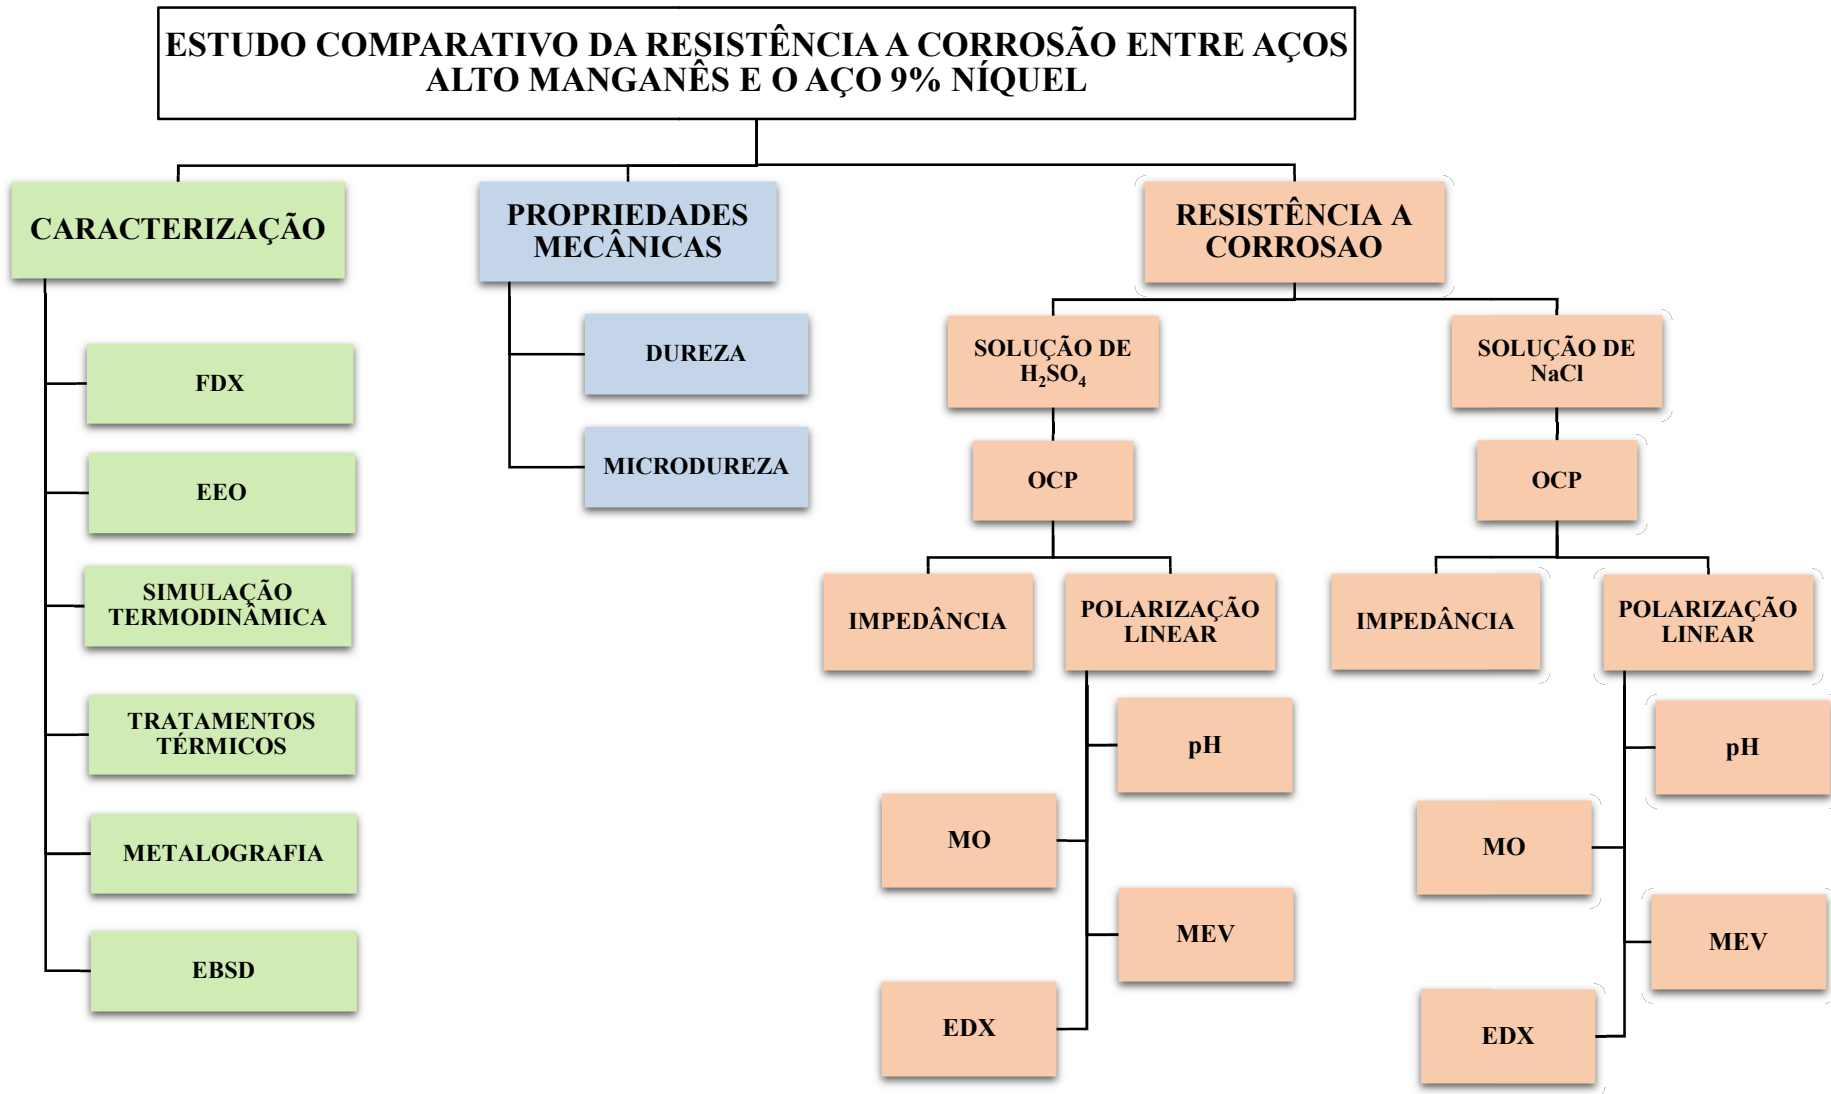 ESTUDO COMPARATIVO DA RESISTÊNCIA A CORROSÃO ENTRE AÇOS
ALTO MANGANÊS E O AÇO 9% NÍQUEL
CARACTERIZAÇÃO
FDX
EEO
SIMULAÇÃO
TERMODINÂMICA
TRATAMENTOS
TÉRMICOS
METALOGRAFIA
EBSD
PROPRIEDADES
MECÂNICAS
DUREZA
MICRODUREZA
RESISTÊNCIA A
CORROSAO
SOLUÇÃO DE
H₂SO₄
OCP
IMPEDÂNCIA
POLARIZAÇÃO
LINEAR
pH
MO
MEV
EDX
SOLUÇÃO DE
NaCl
OCP
IMPEDÂNCIA
POLARIZAÇÃO
LINEAR
pH
MO
MEV
EDX